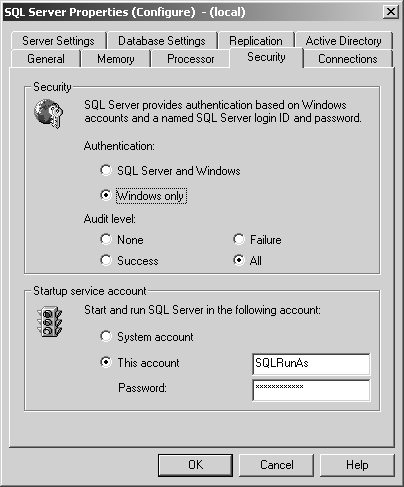 SQL Server Properties (Configure) - (local)
Server Settings
Database Settings
Replication
Active Directory
General
Memory
Processor
Security
Connections
Security
SQL Server provides authentication based on Windows
accounts and a named SQL Server login ID and password.
Authentication:
SQL Server and Windows
Windows only
Audit level:
None
Failure
Success
All
Startup service account
Start and run SQL Server in the following account:
System account
This account
SQLRunAs
Password:
xxxxxxxxxxxx
OK
Cancel
Help